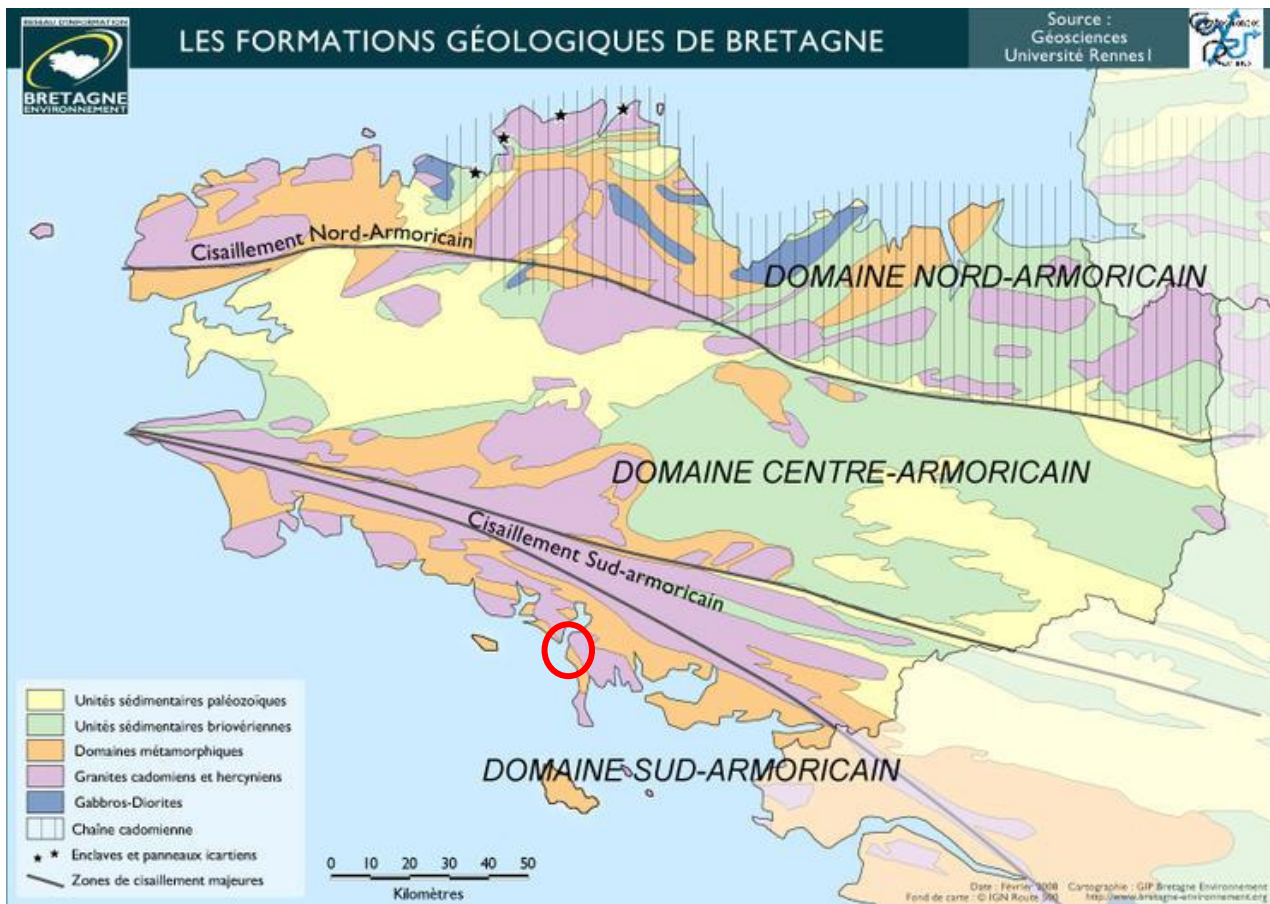 RESEAU D'INFORMATION
BRETAGNE
ENVIRONNEMENT
LES FORMATIONS GÉOLOGIQUES DE BRETAGNE
Source :
Géosciences
Université Rennes I
Cisaillement Nord-Armoricain
DOMAINE NORD-ARMORICAIN
DOMAINE CENTRE-ARMORICAIN
Cisaillement Sud-armoricain
DOMAINE SUD-ARMORICAIN
Unités sédimentaires paléozoïques
Unités sédimentaires briovériennes
Domaines métamorphiques
Granites cadomiens et hercyniens
Gabbros-Diorites
Chaîne cadomienne
Enclaves et panneaux icartiens
Zones de cisaillement majeures
0 10 20 30 40 50
Kilomètres
Date : Février 2008 Cartographie : GIP Bretagne Environnement
Fond de carte : © IGN Route 500 http://www.bretagne-environnement.org